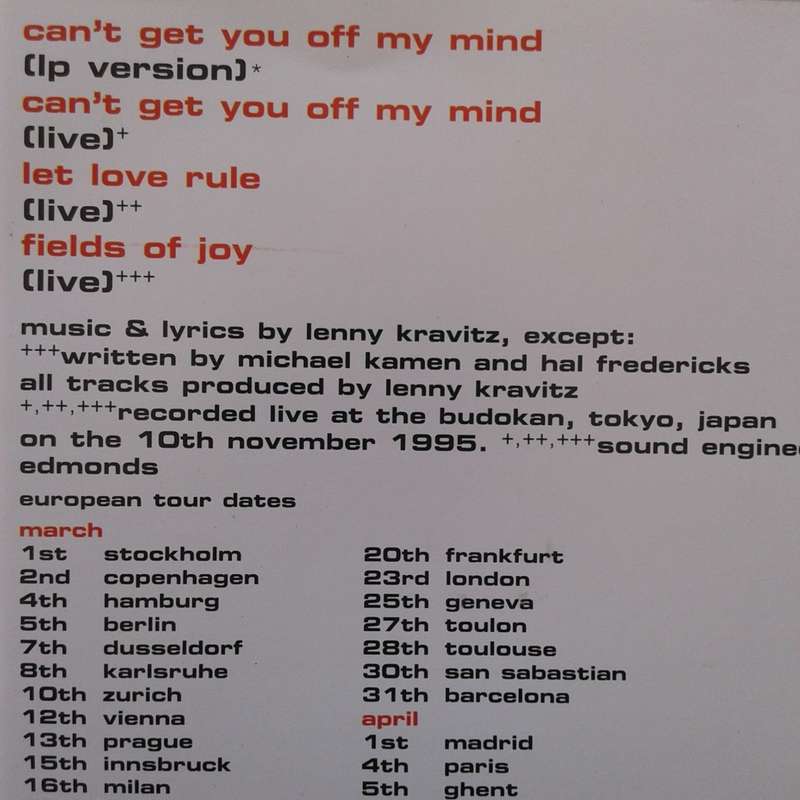 can't get you off my mind
(lp version)*
can't get you off my mind
(live)+
let love rule
(live)++
fields of joy
(live)+++
music & lyrics by lenny kravitz, except:
+++written by michael kamen and hal fredericks
all tracks produced by lenny kravitz
+,++,+++recorded live at the budokan, tokyo, japan
on the 10th november 1995. +,++,+++sound
edmonds
european tour dates
march
1st stockholm
2nd copenhagen
4th hamburg
5th berlin
7th dusseldorf
8th karlsruhe
10th zurich
12th vienna
13th prague
15th innsbruck
16th milan
20th frankfurt
23rd london
25th geneva
27th toulon
28th toulouse
30th san sabastian
31th barcelona
april
1st madrid
4th paris
5th ghent